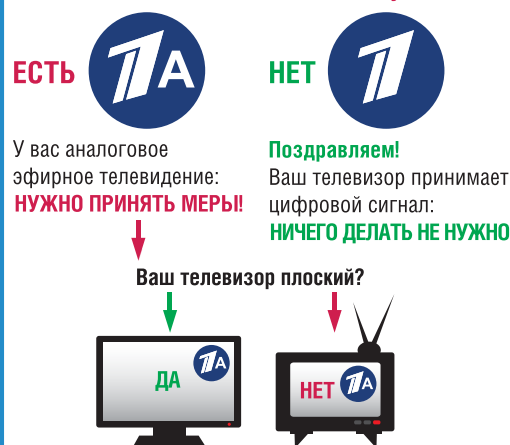 ЕСТЬ
А
НЕТ
У вас аналоговое
эфирное телевидение:
НУЖНО ПРИНЯТЬ МЕРЫ!
Поздравляем!
Ваш телевизор принимает
цифровой сигнал:
НИЧЕГО ДЕЛАТЬ НЕ НУЖНО
Ваш телевизор плоский?
ДА
А
НЕТ
А